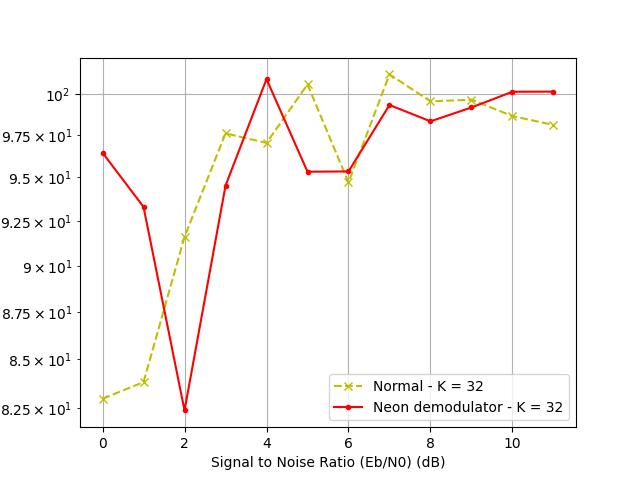 10²
9.75 × 10¹
9.5 × 10¹
9.25 × 10¹
9 × 10¹
8.75 × 10¹
8.5 × 10¹
8.25 × 10¹
Normal - K = 32
Neon demodulator - K = 32
0 2 4 6 8 10
Signal to Noise Ratio (Eb/N0) (dB)